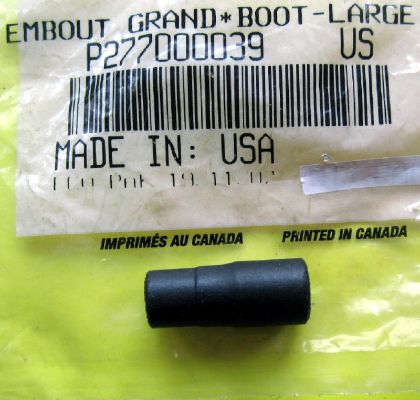 EMBOUT GRAND*BOOT-LARGE
P277000039 US
MADE IN: USA
IMPRIMÉS AU CANADA PRINTED IN CANADA